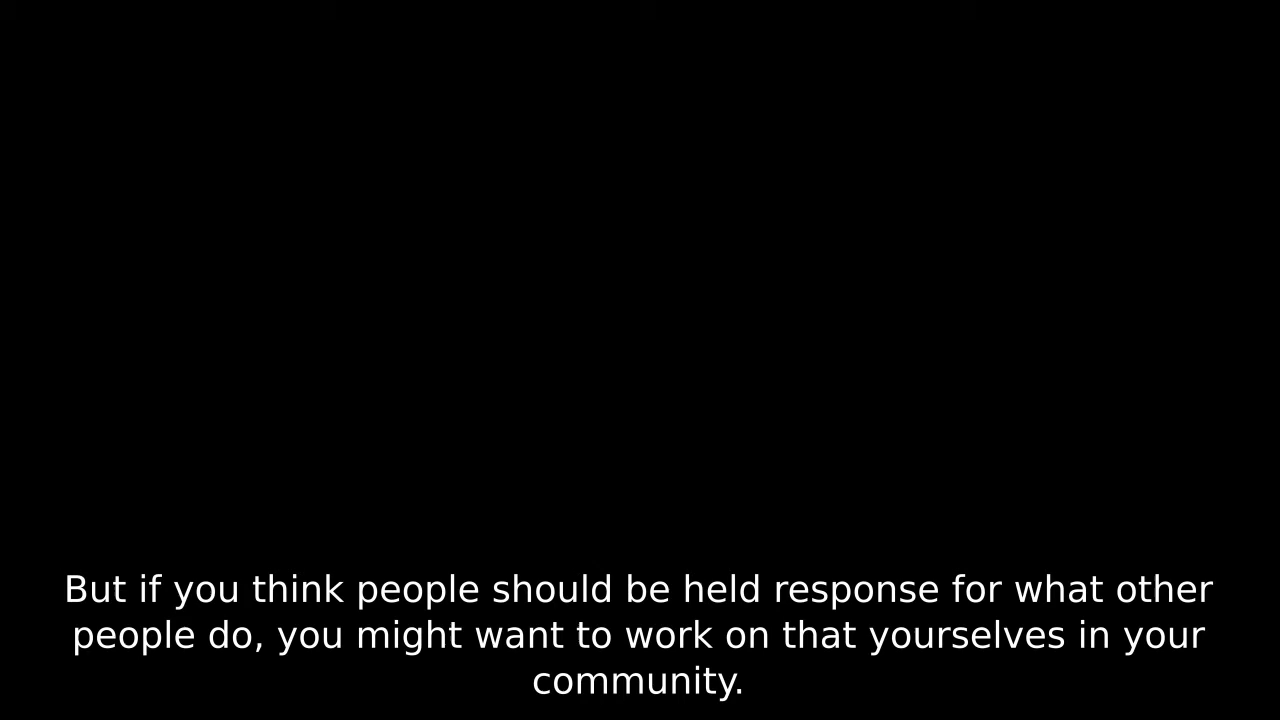 But if you think people should be held response for what other
people do, you might want to work on that yourselves in your
community.